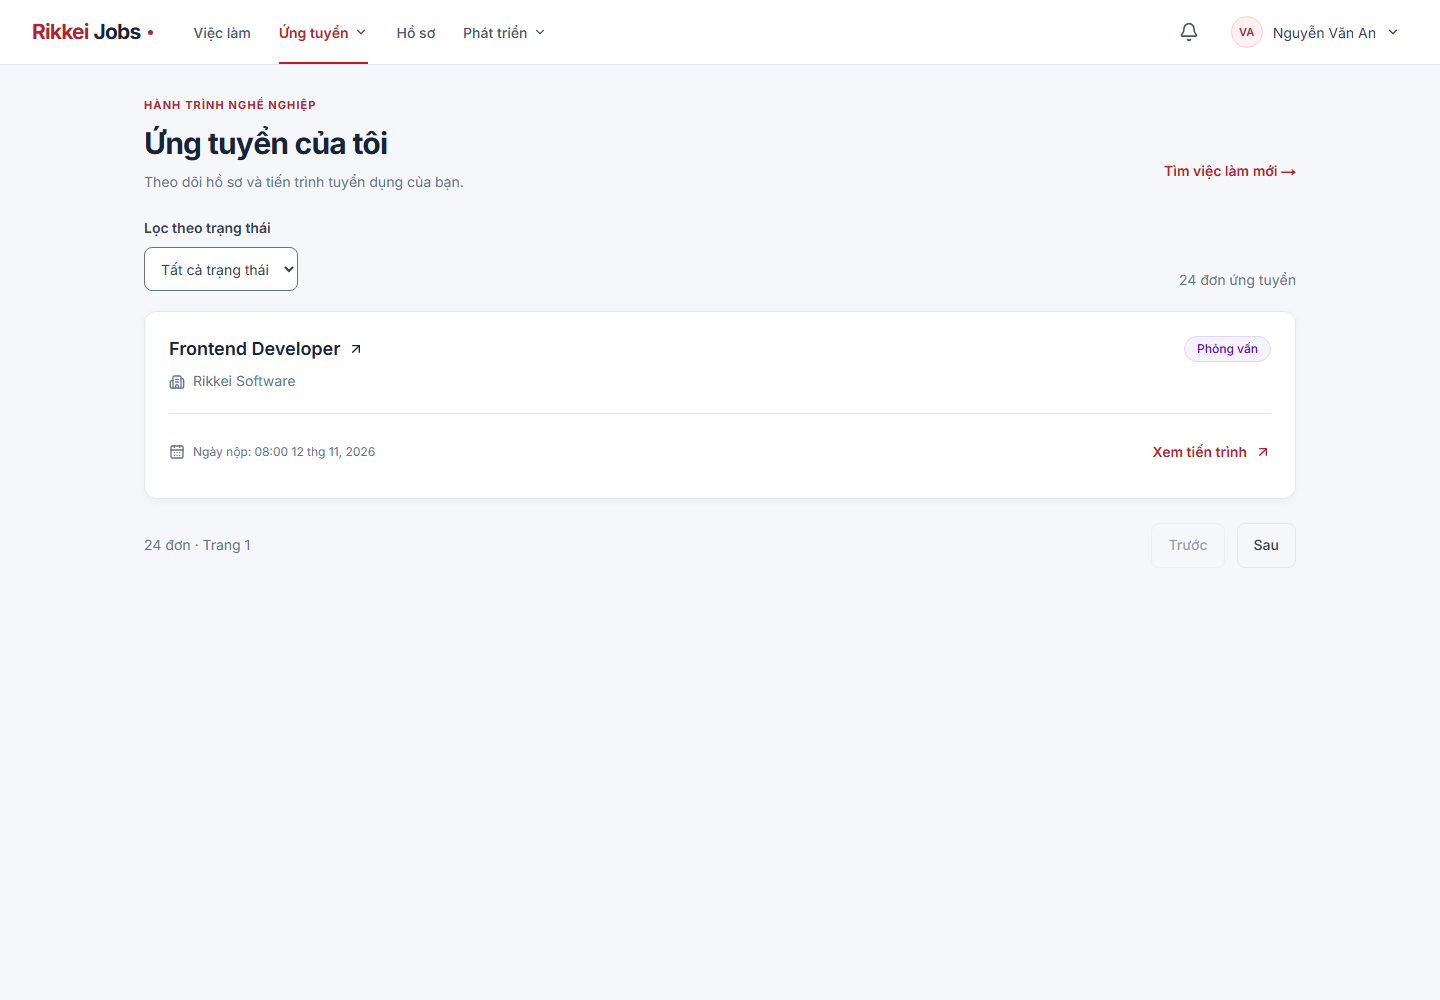 Rikkei Jobs
Việc làm
Ứng tuyển
Hồ sơ
Phát triển
VA
Nguyễn Văn An
HÀNH TRÌNH NGHỀ NGHIỆP
Ứng tuyển của tôi
Theo dõi hồ sơ và tiến trình tuyển dụng của bạn.
Tìm việc làm mới →
Lọc theo trạng thái
Tất cả trạng thái
24 đơn ứng tuyển
Frontend Developer
Phỏng vấn
Rikkei Software
Ngày nộp: 08:00 12 thg 11, 2026
Xem tiến trình
24 đơn · Trang 1
Trước
Sau